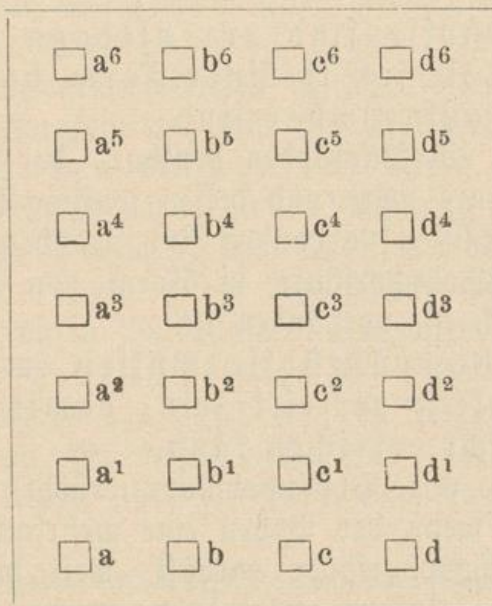 ☐ a⁶ ☐ b⁶ ☐ c⁶ ☐ d⁶
☐ a⁵ ☐ b⁵ ☐ c⁵ ☐ d⁵
☐ a⁴ ☐ b⁴ ☐ c⁴ ☐ d⁴
☐ a³ ☐ b³ ☐ c³ ☐ d³
☐ a² ☐ b² ☐ c² ☐ d²
☐ a¹ ☐ b¹ ☐ c¹ ☐ d¹
☐ a ☐ b ☐ c ☐ d